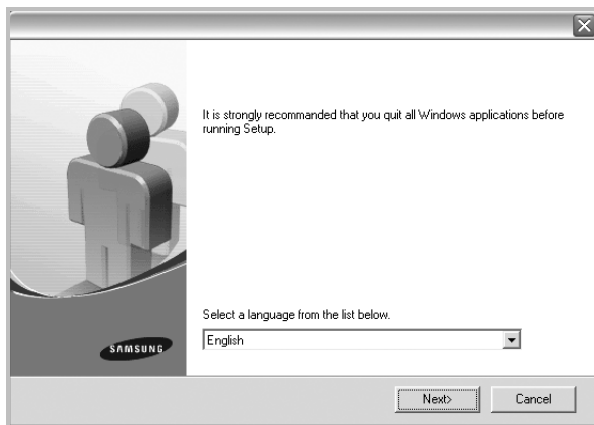 It is strongly recommanded that you quit all Windows applications before
running Setup.
Select a language from the list below.
English
SAMSUNG
Next>
Cancel